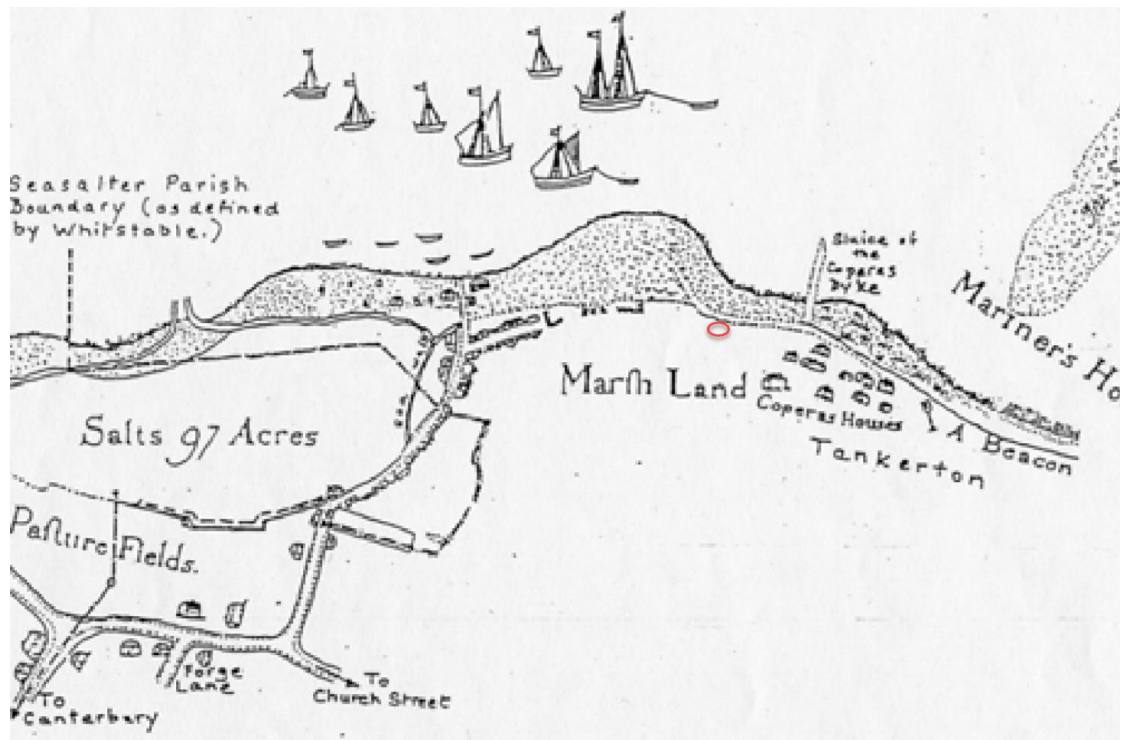 Seasalter Parish
Boundary (as defined
by Whitstable.)
Sluice of
the
Coperas
Dyke
Mariner's Ho
Marſh Land
Coperas Houses
A Beacon
Tankerton
Salts 97 Acres
Paſture Fields.
Forge
Lane
To
Church Street
To
Canterbury